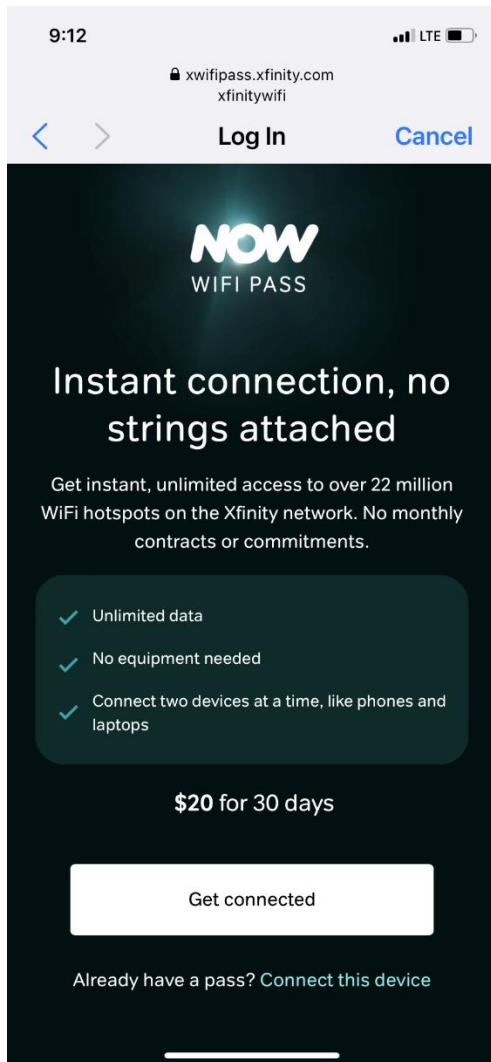 9:12
LTE
xwifipass.xfinity.com
xfinitywifi
Log In
Cancel
NOW
WIFI PASS
Instant connection, no
strings attached
Get instant, unlimited access to over 22 million
WiFi hotspots on the Xfinity network. No monthly
contracts or commitments.
Unlimited data
No equipment needed
Connect two devices at a time, like phones and
laptops
$20 for 30 days
Get connected
Already have a pass? Connect this device